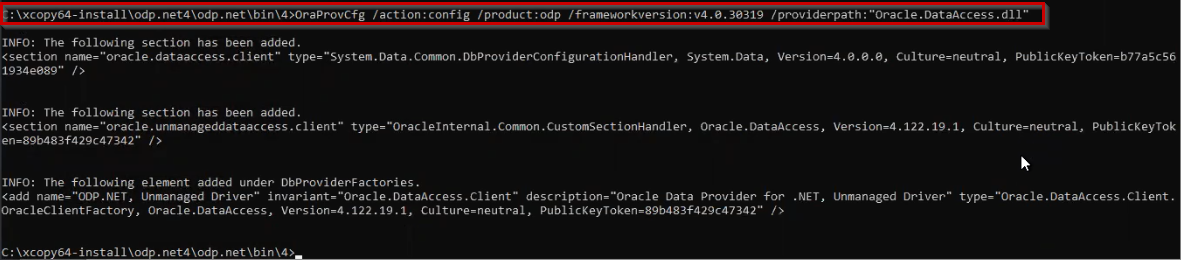 C:\xcopy64-install\odp.net4\odp.net\bin\4>OraProvCfg /action:config /product:odp /frameworkversion:v4.0.30319 /providerpath:"Oracle.DataAccess.dll"
INFO: The following section has been added.
<section name="oracle.dataaccess.client" type="System.Data.Common.DbProviderConfigurationHandler, System.Data, Version=4.0.0.0, Culture=neutral, PublicKeyToken=b77a5c56
1934e089" />
INFO: The following section has been added.
<section name="oracle.unmanageddataaccess.client" type="OracleInternal.Common.CustomSectionHandler, Oracle.DataAccess, Version=4.122.19.1, Culture=neutral, PublicKeyTok
en=89b483f429c47342" />
INFO: The following element added under DbProviderFactories.
<add name="ODP.NET, Unmanaged Driver" invariant="Oracle.DataAccess.Client" description="Oracle Data Provider for .NET, Unmanaged Driver" type="Oracle.DataAccess.Client.
OracleClientFactory, Oracle.DataAccess, Version=4.122.19.1, Culture=neutral, PublicKeyToken=89b483f429c47342" />
C:\xcopy64-install\odp.net4\odp.net\bin\4>